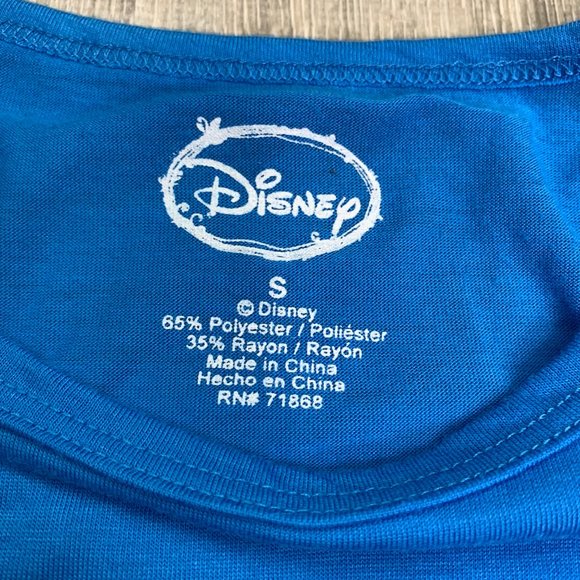 Disney
S
© Disney
65% Polyester / Poliéster
35% Rayon / Rayón
Made in China
Hecho en China
RN# 71868